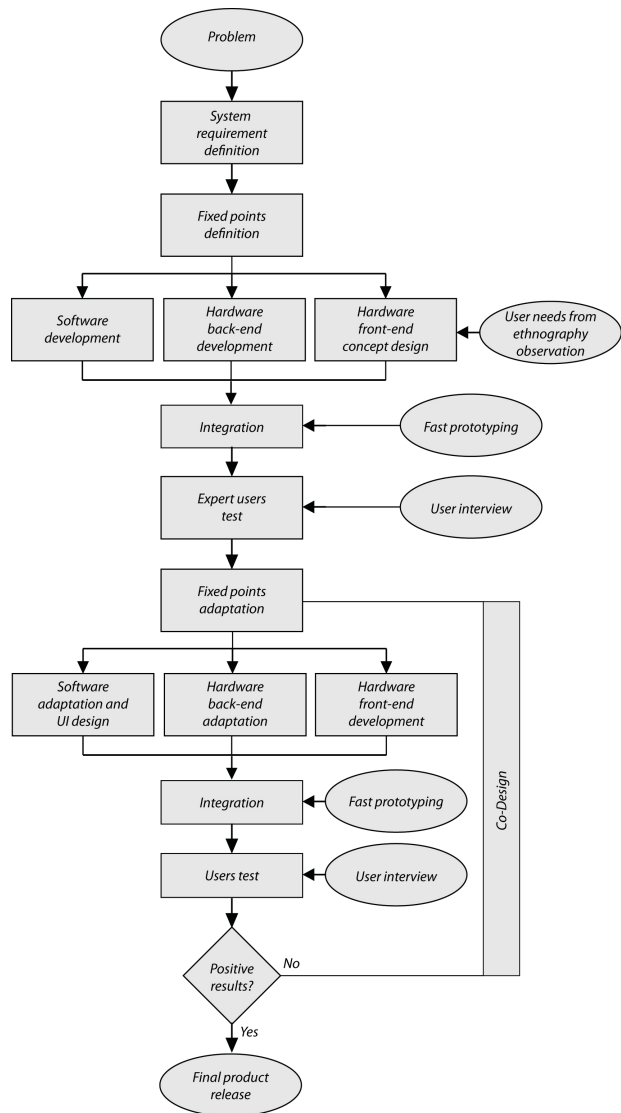 Problem
System
requirement
definition
Fixed points
definition
Software
development
Hardware
back-end
development
Hardware
front-end
concept design
User needs from
ethnography
observation
Integration
Fast prototyping
Expert users
test
User interview
Fixed points
adaptation
Software
adaptation and
UI design
Hardware
back-end
adaptation
Hardware
front-end
development
Co-Design
Integration
Fast prototyping
Users test
User interview
Positive
results?
No
Yes
Final product
release